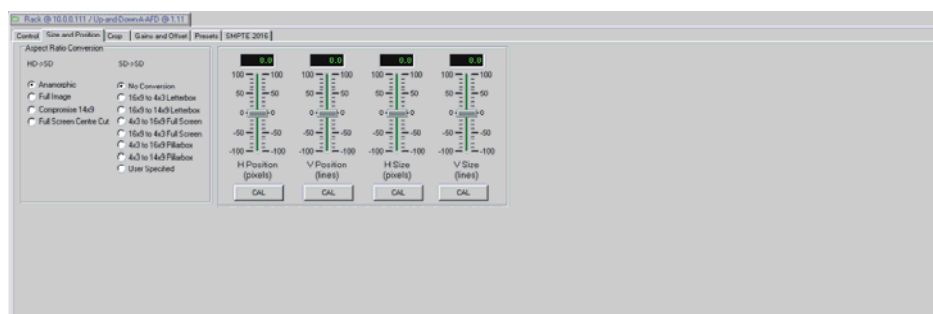 Rack @ 10.0.0.111 / Up-and-Down-A-AFD @ 1.11
Control Size and Position Crop Gains and Offset Presets SMPTE 2016
Aspect Ratio Conversion
HD->SD SD->SD
Anamorphic No Conversion
Full Image 16x9 to 4x3 Letterbox
Compromise 14x9 16x9 to 14x9 Letterbox
Full Screen Centre Cut 4x3 to 16x9 Full Screen
16x9 to 4x3 Full Screen
4x3 to 16x9 Pillarbox
4x3 to 14x9 Pillarbox
User Specified
0.0 0.0 0.0 0.0
100 100 100 100 100 100 100 100
50 50 50 50 50 50 50 50
0 0 0 0 0 0 0 0
-50 -50 -50 -50 -50 -50 -50 -50
-100 -100 -100 -100 -100 -100 -100 -100
H Position V Position H Size V Size
(pixels) (lines) (pixels) (lines)
CAL CAL CAL CAL